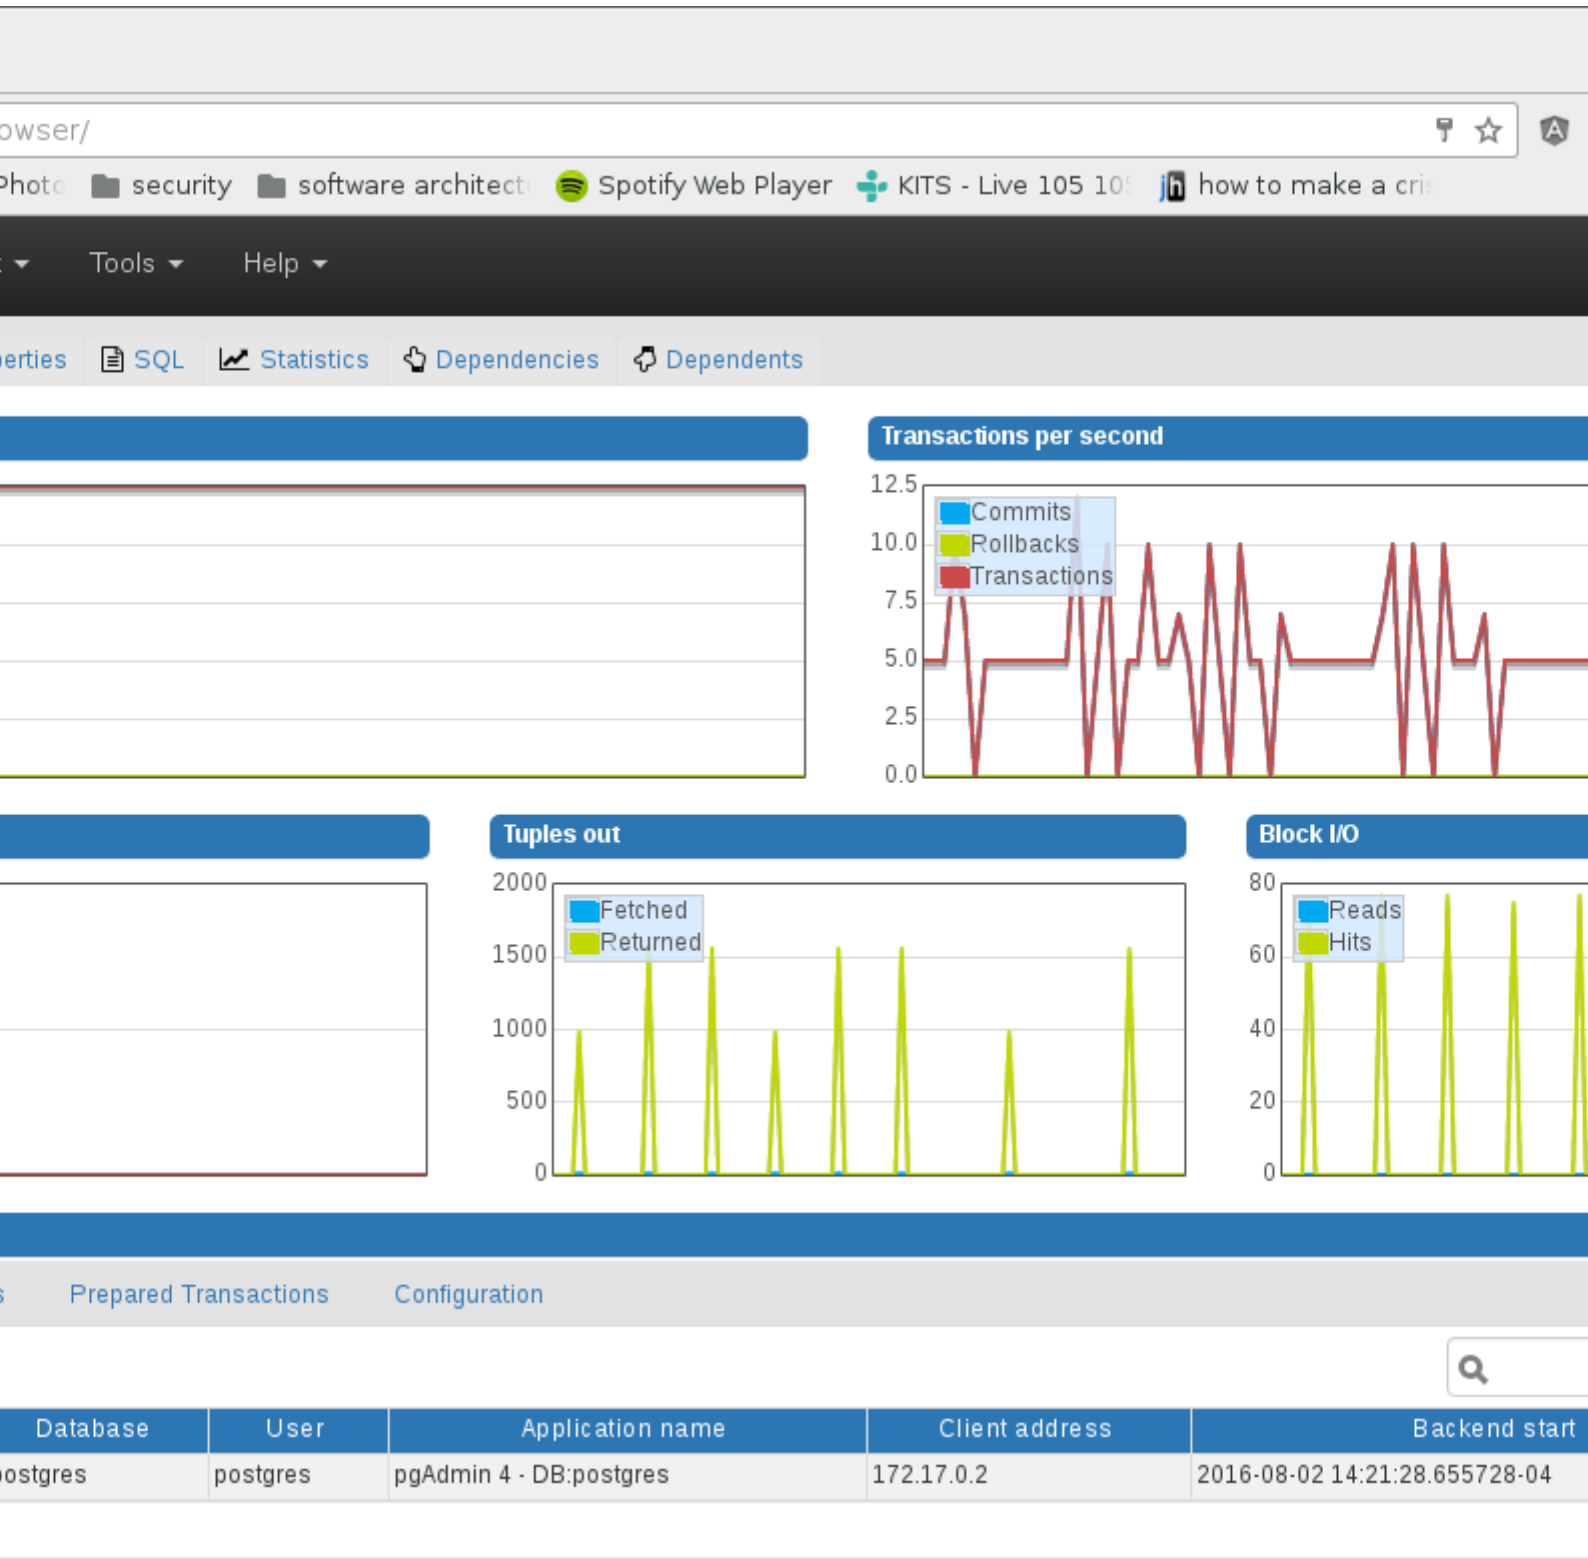 owser/
Photo security software architect Spotify Web Player KITS - Live 105 10 how to make a cri
Tools Help
perties SQL Statistics Dependencies Dependents
Transactions per second
12.5
10.0
7.5
5.0
2.5
0.0
Commits
Rollbacks
Transactions
Tuples out
2000
1500
1000
500
0
Fetched
Returned
Block I/O
80
60
40
20
0
Reads
Hits
s Prepared Transactions Configuration
Database User Application name Client address Backend start
postgres postgres pgAdmin 4 - DB:postgres 172.17.0.2 2016-08-02 14:21:28.655728-04